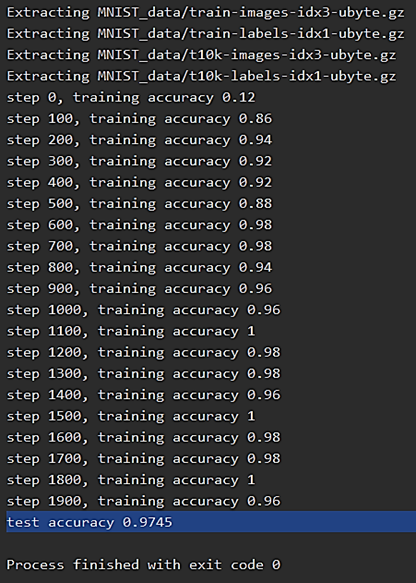 Extracting MNIST_data/train-images-idx3-ubyte.gz
Extracting MNIST_data/train-labels-idx1-ubyte.gz
Extracting MNIST_data/t10k-images-idx3-ubyte.gz
Extracting MNIST_data/t10k-labels-idx1-ubyte.gz
step 0, training accuracy 0.12
step 100, training accuracy 0.86
step 200, training accuracy 0.94
step 300, training accuracy 0.92
step 400, training accuracy 0.92
step 500, training accuracy 0.88
step 600, training accuracy 0.98
step 700, training accuracy 0.98
step 800, training accuracy 0.94
step 900, training accuracy 0.96
step 1000, training accuracy 0.96
step 1100, training accuracy 1
step 1200, training accuracy 0.98
step 1300, training accuracy 0.98
step 1400, training accuracy 0.96
step 1500, training accuracy 1
step 1600, training accuracy 0.98
step 1700, training accuracy 0.98
step 1800, training accuracy 1
step 1900, training accuracy 0.96
test accuracy 0.9745
Process finished with exit code 0